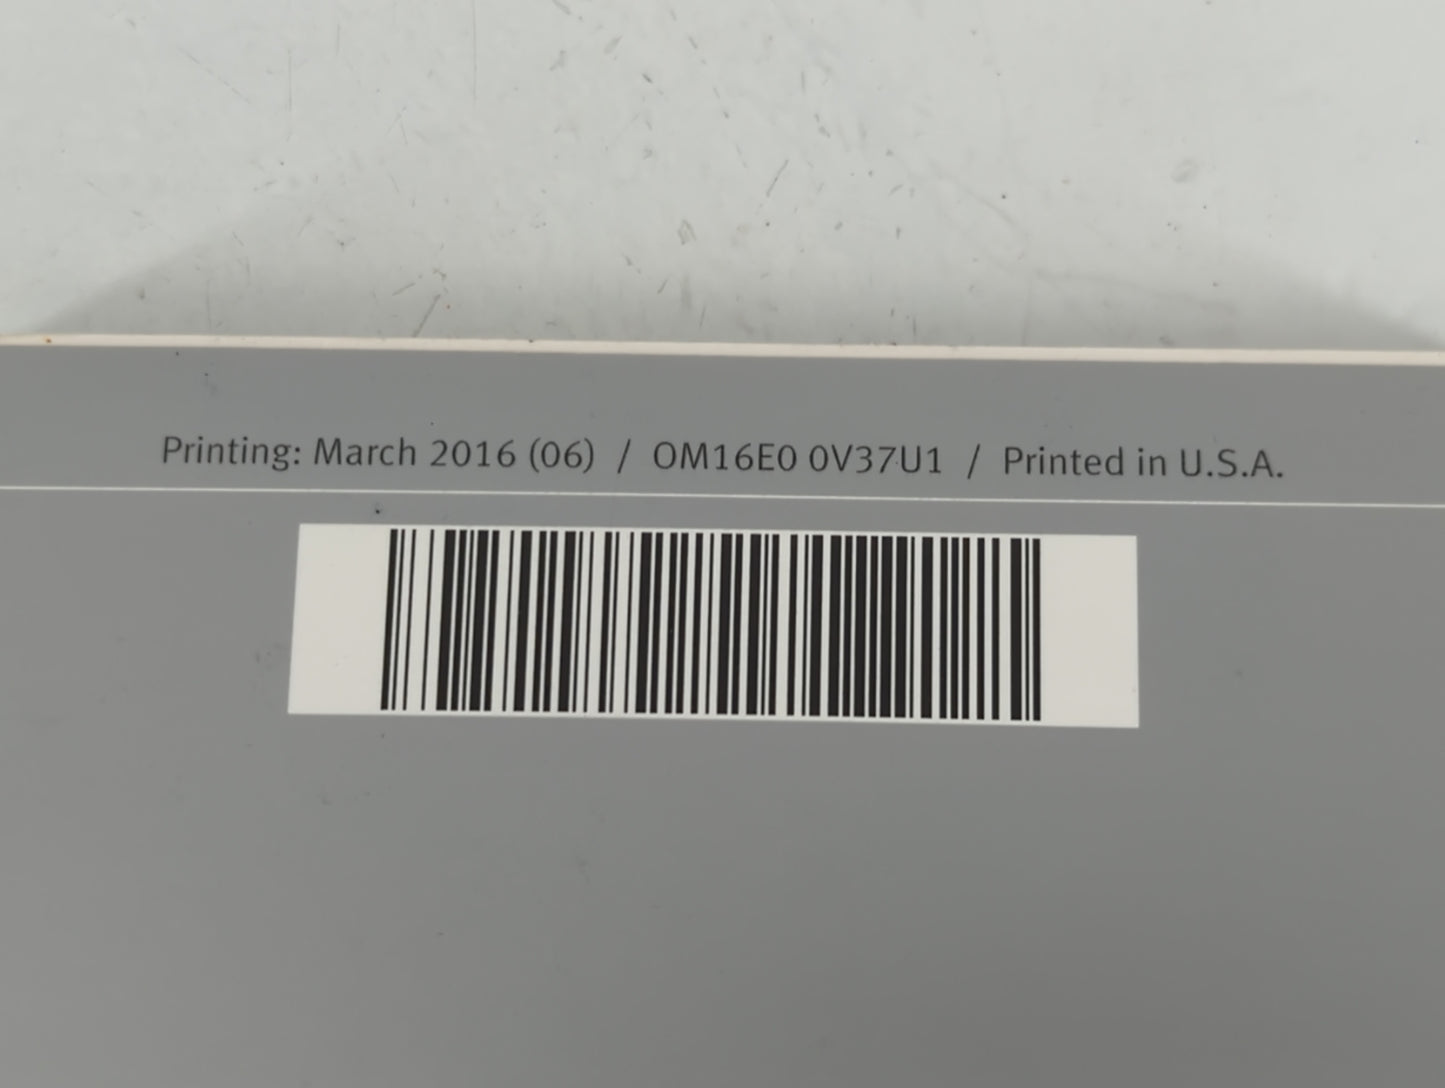 Printing: March 2016 (06) / OM16E0 0V37U1 / Printed in U.S.A.